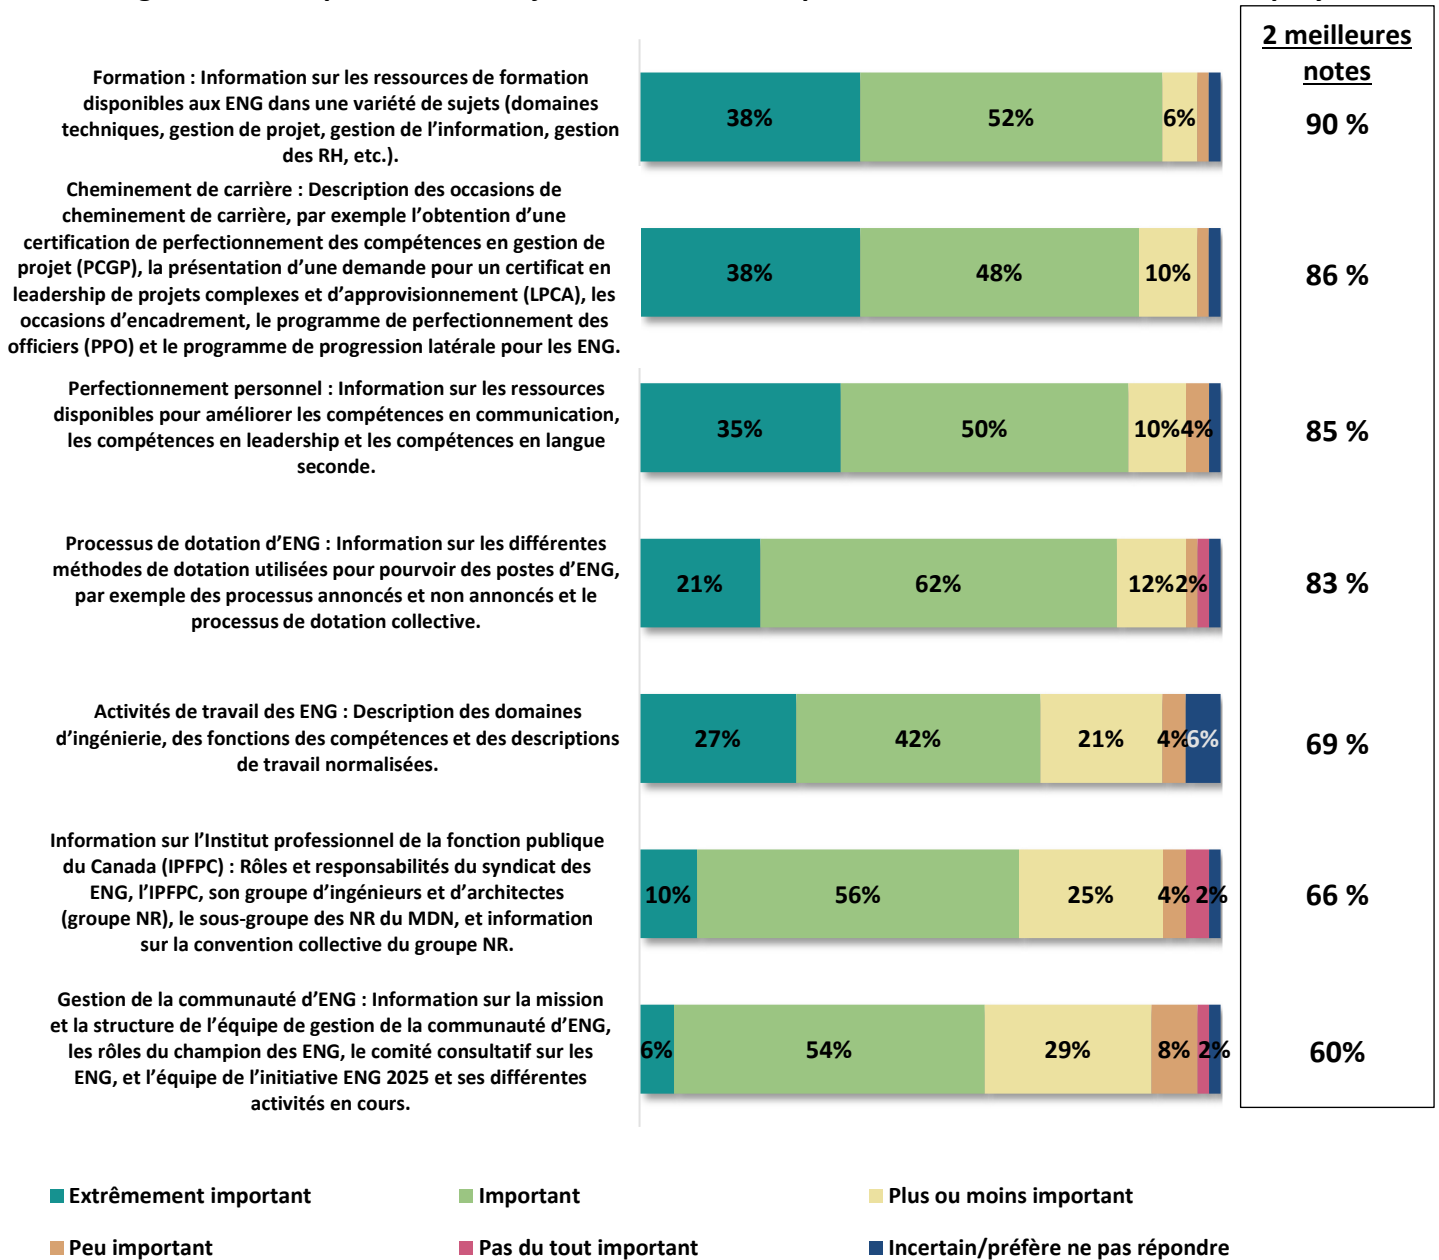 2 meilleures
notes
Formation : Information sur les ressources de formation
disponibles aux ENG dans une variété de sujets (domaines
techniques, gestion de projet, gestion de l’information, gestion
des RH, etc.).
38% 52% 6% 90 %
Cheminement de carrière : Description des occasions de
cheminement de carrière, par exemple l’obtention d’une
certification de perfectionnement des compétences en gestion de
projet (PCGP), la présentation d’une demande pour un certificat en
leadership de projets complexes et d’approvisionnement (LPCA), les
occasions d’encadrement, le programme de perfectionnement des
officiers (PPO) et le programme de progression latérale pour les ENG.
38% 48% 10% 86 %
Perfectionnement personnel : Information sur les ressources
disponibles pour améliorer les compétences en communication,
les compétences en leadership et les compétences en langue
seconde.
35% 50% 10% 4% 85 %
Processus de dotation d’ENG : Information sur les différentes
méthodes de dotation utilisées pour pourvoir des postes d’ENG,
par exemple des processus annoncés et non annoncés et le
processus de dotation collective.
21% 62% 12% 2% 83 %
Activités de travail des ENG : Description des domaines
d’ingénierie, des fonctions des compétences et des descriptions
de travail normalisées.
27% 42% 21% 4% 6% 69 %
Information sur l’Institut professionnel de la fonction publique
du Canada (IPFPC) : Rôles et responsabilités du syndicat des
ENG, l’IPFPC, son groupe d’ingénieurs et d’architectes
(groupe NR), le sous-groupe des NR du MDN, et information
sur la convention collective du groupe NR.
10% 56% 25% 4% 2% 66 %
Gestion de la communauté d’ENG : Information sur la mission
et la structure de l’équipe de gestion de la communauté d’ENG,
les rôles du champion des ENG, le comité consultatif sur les
ENG, et l’équipe de l’initiative ENG 2025 et ses différentes
activités en cours.
6% 54% 29% 8% 2% 60%
Extrêmement important
Important
Plus ou moins important
Peu important
Pas du tout important
Incertain/préfère ne pas répondre